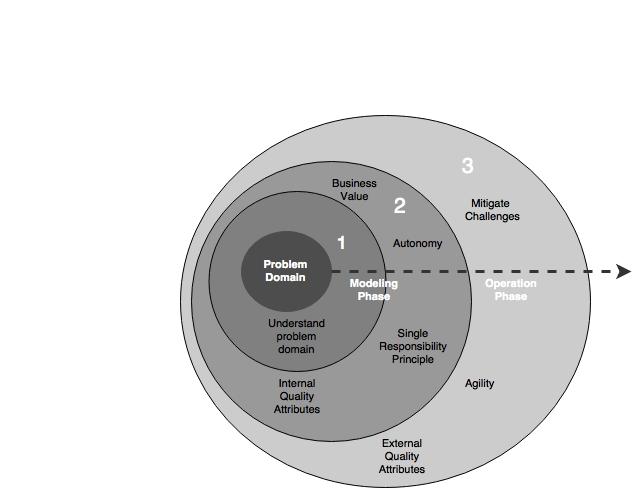 3
Business
Value
2
Mitigate
Challenges
1
Autonomy
Problem
Domain
Modeling
Phase
Operation
Phase
Understand
problem
domain
Single
Responsibility
Principle
Internal
Quality
Attributes
Agility
External
Quality
Attributes